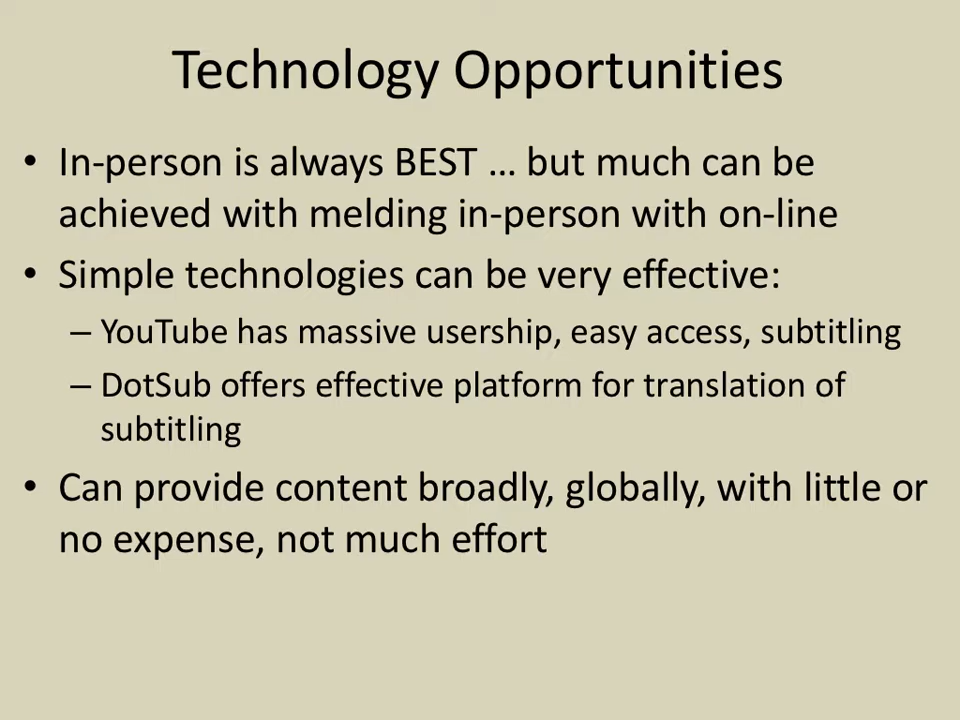 Technology Opportunities
• In-person is always BEST … but much can be
achieved with melding in-person with on-line
• Simple technologies can be very effective:
– YouTube has massive usership, easy access, subtitling
– DotSub offers effective platform for translation of
subtitling
• Can provide content broadly, globally, with little or
no expense, not much effort